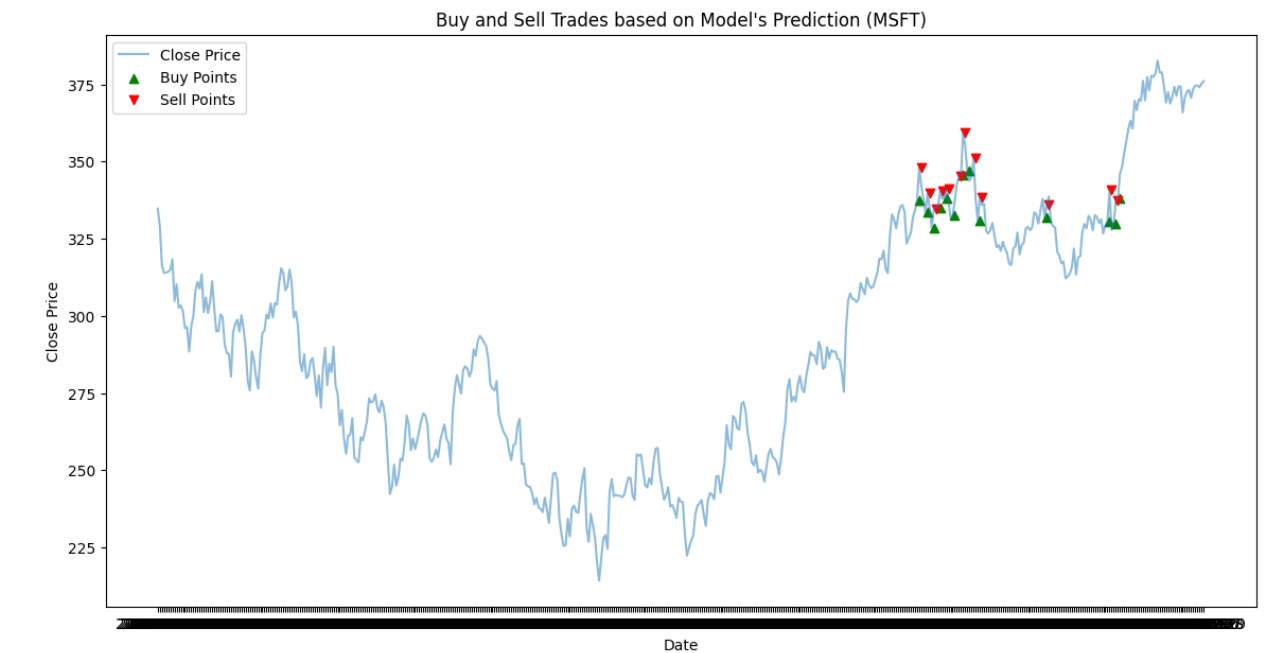 Buy and Sell Trades based on Model's Prediction (MSFT)
Close Price
Buy Points
Sell Points
375
350
325
300
275
250
225
Close Price
Date